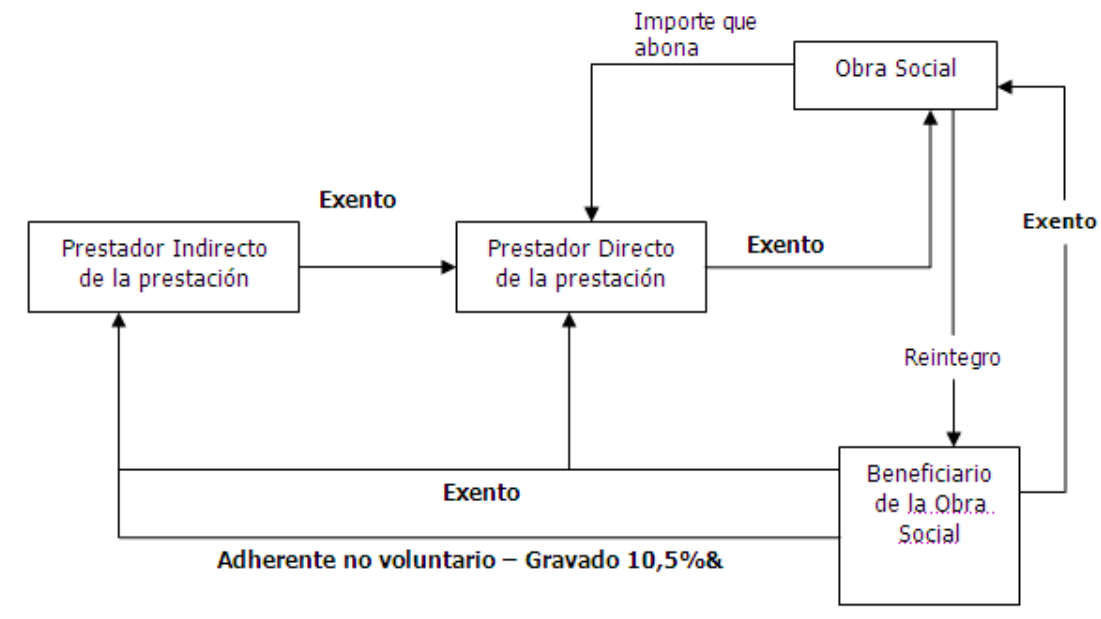 Importe que
abona
Obra Social
Exento
Exento
Prestador Indirecto
de la prestación
Prestador Directo
de la prestación
Exento
Reintegro
Beneficiario
de la Obra
Social
Exento
Adherente no voluntario – Gravado 10,5%&